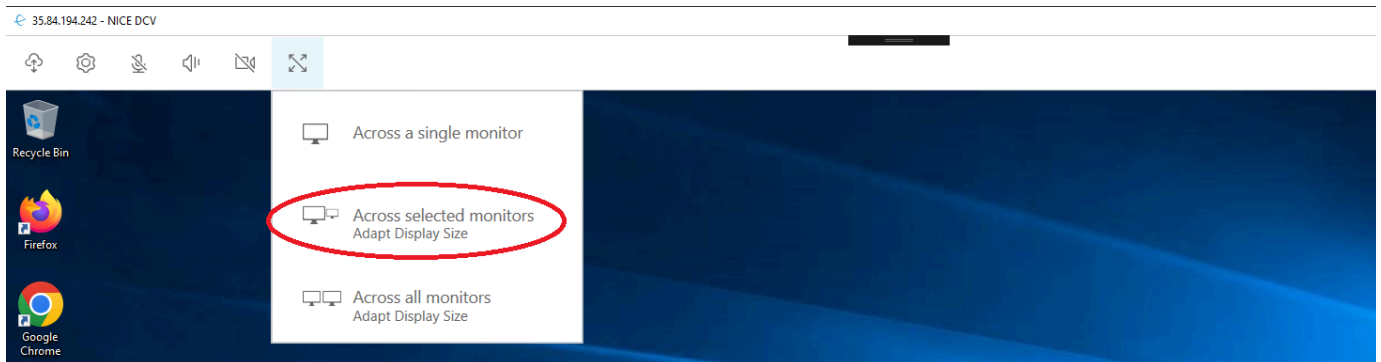 35.84.194.242 - NICE DCV
Across a single monitor
Recycle Bin
Across selected monitors
Adapt Display Size
Firefox
Across all monitors
Adapt Display Size
Google
Chrome